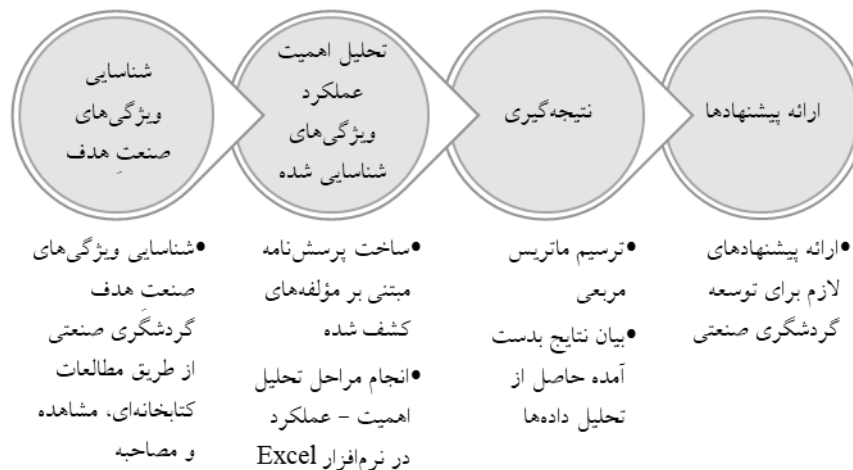 شناسایی
ویژگی‌های
صنعتِ هدف
تحلیل اهمیت
عملکرد
ویژگی‌های
شناسایی شده
نتیجه‌گیری
ارائه پیشنهادها
•شناسایی ویژگی‌های
صنعتِ هدف
گردشگری صنعتی
از طریق مطالعات
کتابخانه‌ای، مشاهده
و مصاحبه
•ساخت پرسش‌نامه
مبتنی بر مؤلفه‌های
کشف شده
•انجام مراحل تحلیل
اهمیت - عملکرد
در نرم‌افزار Excel
•ترسیم ماتریس
مربعی
•بیان نتایج بدست
آمده حاصل از
تحلیل داده‌ها
•ارائه پیشنهادهای
لازم برای توسعه
گردشگری صنعتی